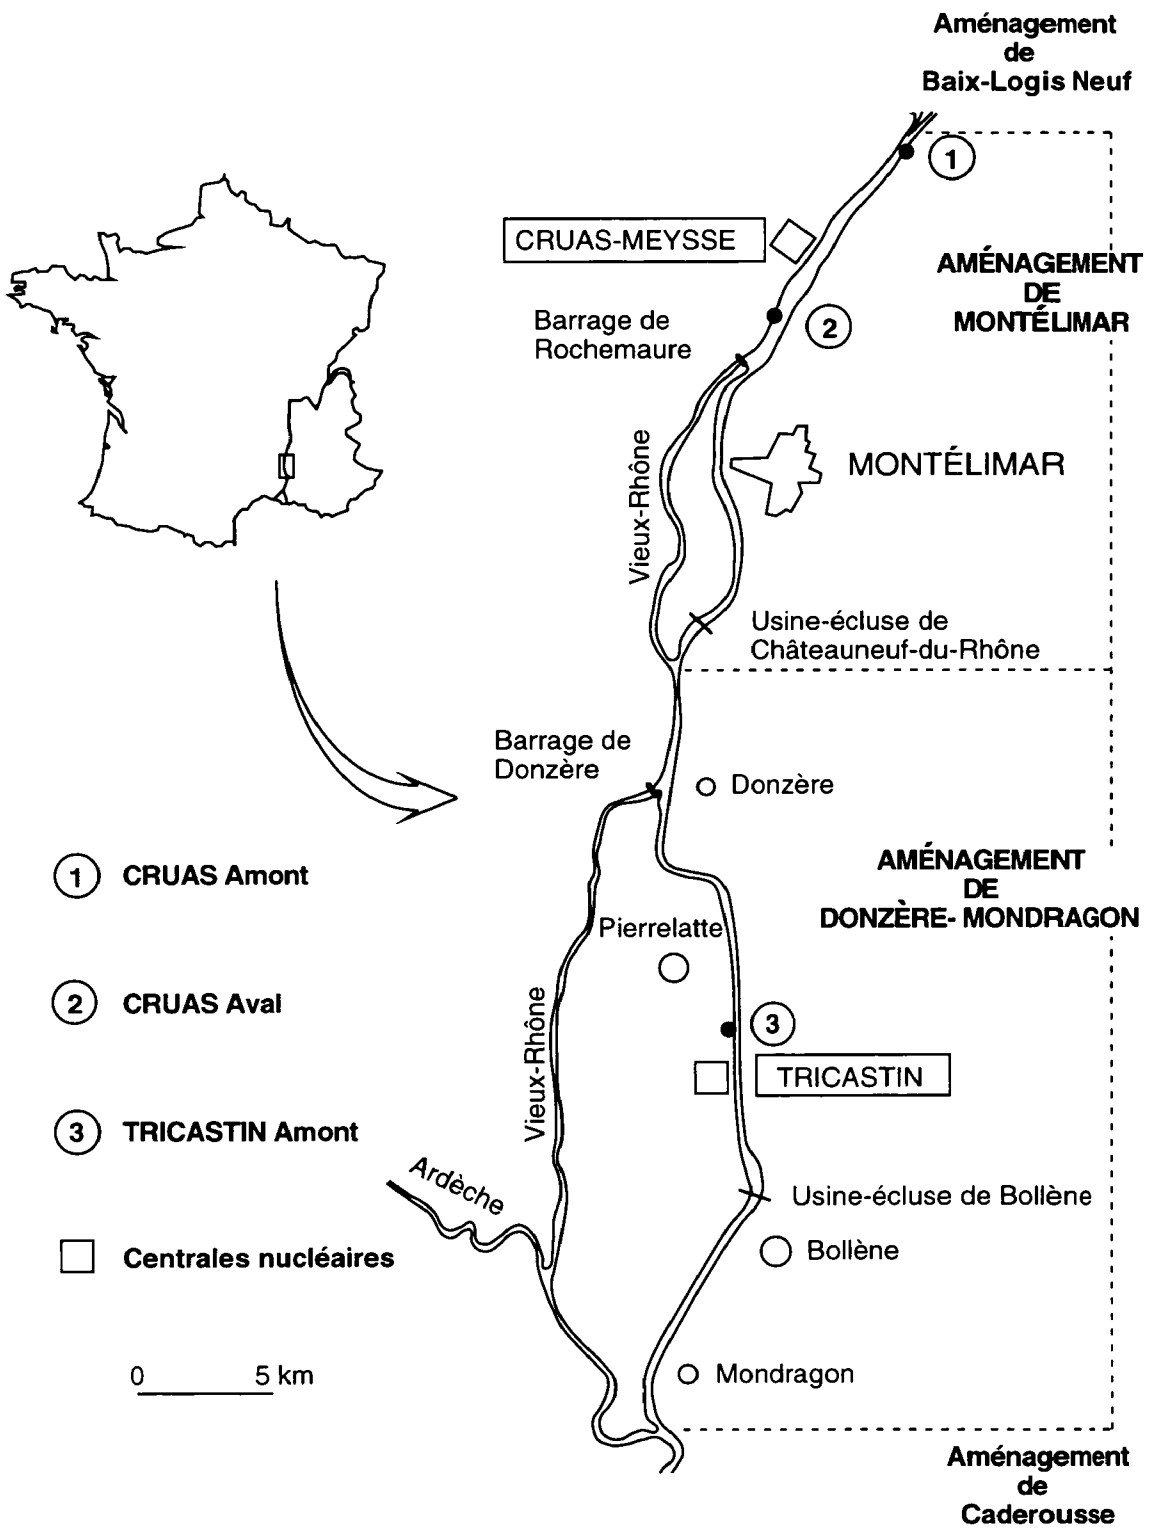 Aménagement
de
Baix-Logis Neuf
1
CRUAS-MEYSSE
AMÉNAGEMENT
DE
MONTÉLIMAR
2
Barrage de
Rochemaure
Vieux-Rhône
MONTÉLIMAR
Usine-écluse de
Châteauneuf-du-Rhône
Barrage de
Donzère
Donzère
AMÉNAGEMENT
DE
DONZÈRE- MONDRAGON
1 CRUAS Amont
Pierrelatte
2 CRUAS Aval
Vieux-Rhône
3
TRICASTIN
3 TRICASTIN Amont
Ardèche
Usine-écluse de Bollène
Bollène
Centrales nucléaires
0 5 km
Mondragon
Aménagement
de
Caderousse